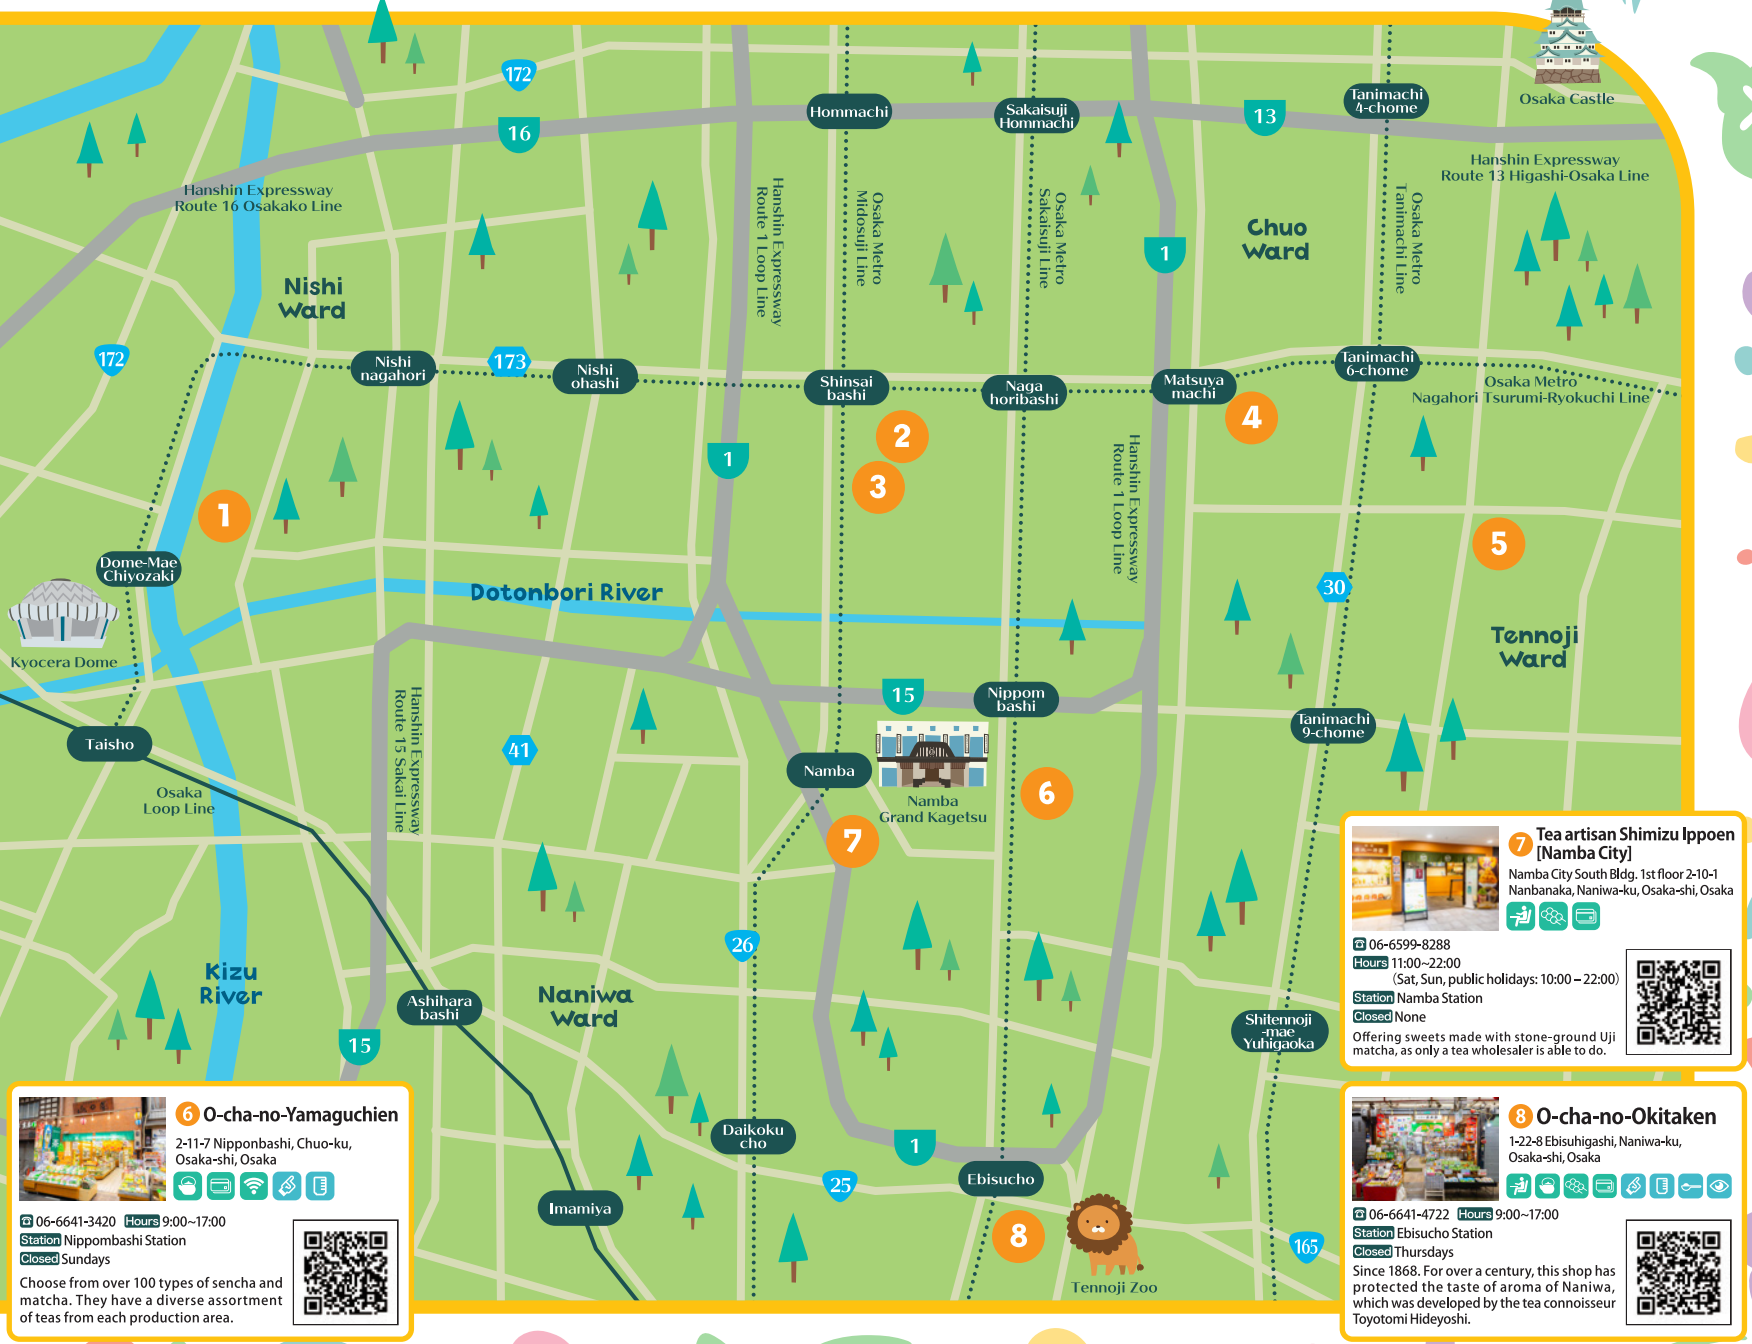 172
16
Hommachi
Sakaisuji
Hommachi
13
Tanimachi
4-chome
Osaka Castle
Hanshin Expressway
Route 16 Osakako Line
Hanshin Expressway
Route 1 Loop Line
Osaka Metro
Midosuji Line
Osaka Metro
Sakaisuji Line
1
Chuo
Ward
Osaka Metro
Tanimachi Line
Hanshin Expressway
Route 13 Higashi-Osaka Line
Nishi
Ward
172
Nishi
nagahori
173
Nishi
ohashi
Shinsai
bashi
Naga
horibashi
Matsuya
machi
Tanimachi
6-chome
Osaka Metro
Nagahori Tsurumi-Ryokuchi Line
1
2
3
4
Hanshin Expressway
Route 1 Loop Line
1
5
Dome-Mae
Chiyozaki
Kyocera Dome
Dotonbori River
30
Tennoji
Ward
Taisho
Osaka
Loop Line
Hanshin Expressway
Route 15 Sakai Line
41
15
Nippom
bashi
Namba
Namba
Grand Kagetsu
6
7
Tanimachi
9-chome
Kizu
River
15
Ashihara
bashi
Naniwa
Ward
26
Shitennoji
-mae
Yuhigaoka
Daikoku
cho
1
25
Ebisucho
Imamiya
8
Tennoji Zoo
165
6 O-cha-no-Yamaguchien
2-11-7 Nipponbashi, Chuo-ku,
Osaka-shi, Osaka
06-6641-3420 Hours 9:00~17:00
Station Nippombashi Station
Closed Sundays
Choose from over 100 types of sencha and
matcha. They have a diverse assortment
of teas from each production area.
7 Tea artisan Shimizu Ippoen
[Namba City]
Namba City South Bldg. 1st floor 2-10-1
Nanbanaka, Naniwa-ku, Osaka-shi, Osaka
06-6599-8288
Hours 11:00~22:00
(Sat, Sun, public holidays: 10:00 – 22:00)
Station Namba Station
Closed None
Offering sweets made with stone-ground Uji
matcha, as only a tea wholesaler is able to do.
8 O-cha-no-Okitaken
1-22-8 Ebisuhigashi, Naniwa-ku,
Osaka-shi, Osaka
06-6641-4722 Hours 9:00~17:00
Station Ebisucho Station
Closed Thursdays
Since 1868. For over a century, this shop has
protected the taste of aroma of Naniwa,
which was developed by the tea connoisseur
Toyotomi Hideyoshi.